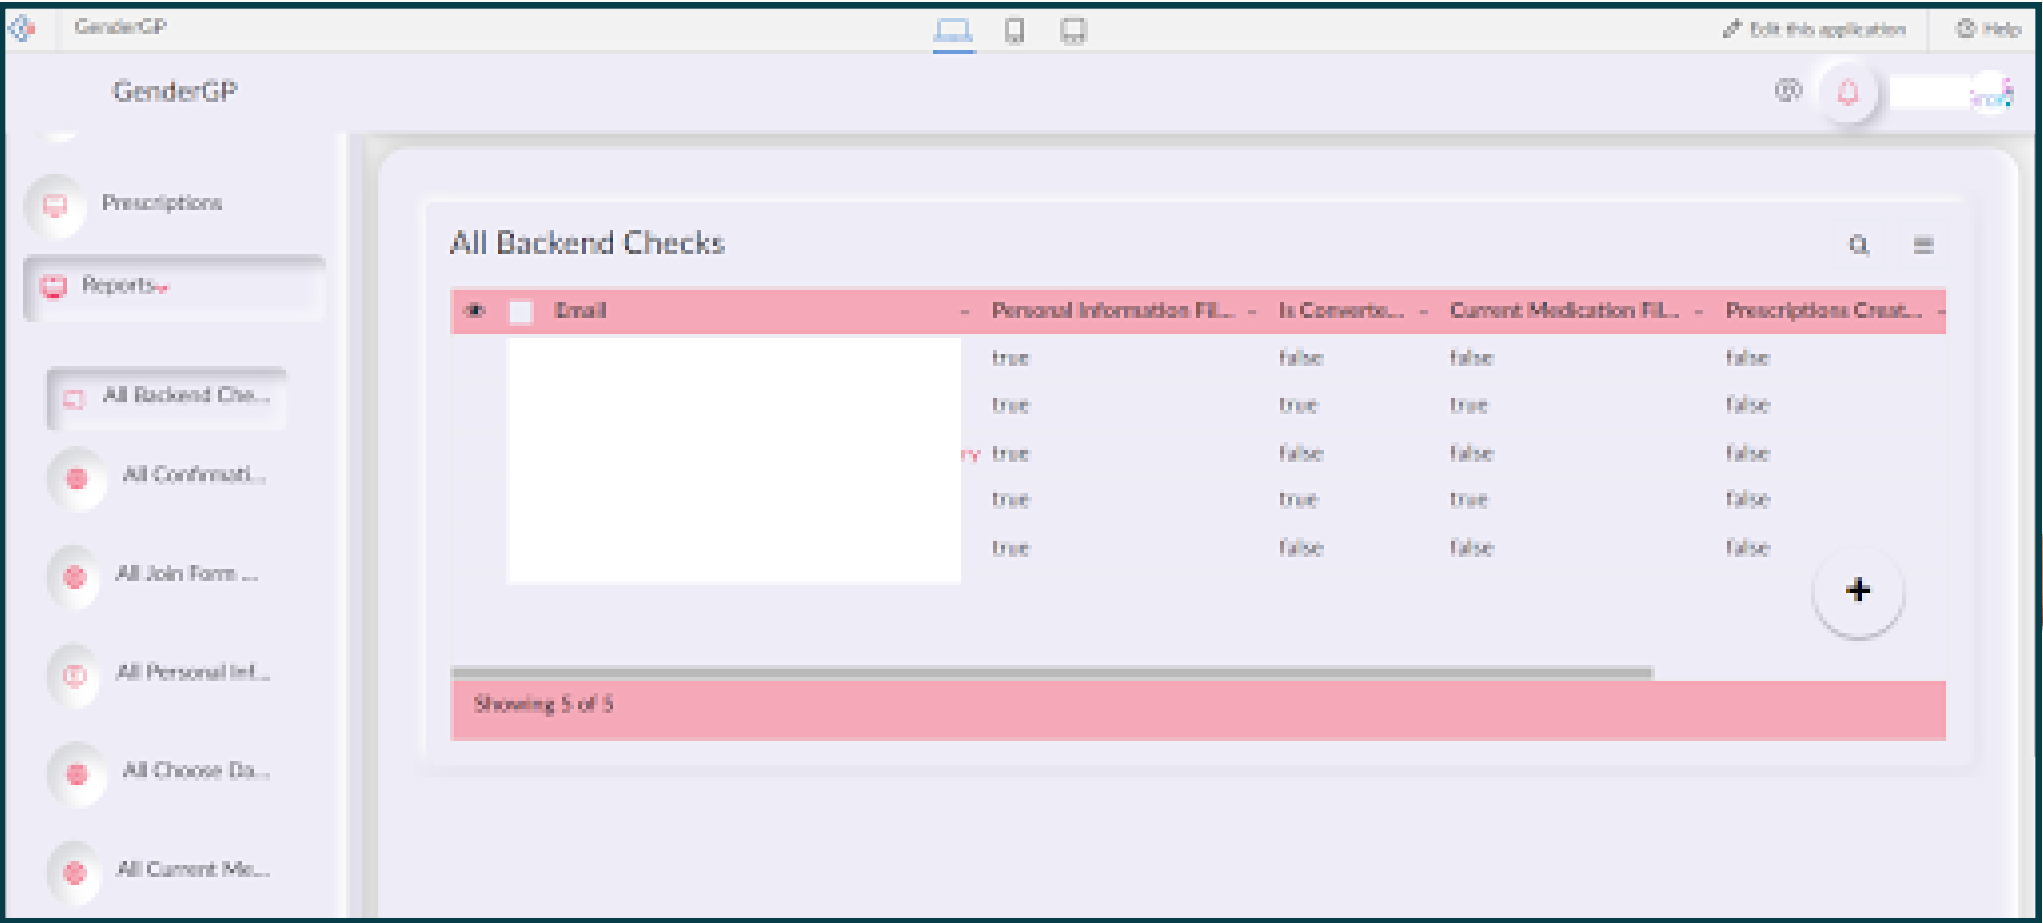 GenderGP
Edit this application
Help
GenderGP
Prescriptions
Reports
All Backend Che...
All Confirmati...
All Join Form ...
All Personal Inf...
All Choose Da...
All Current Me...
All Backend Checks
Email Personal Information Fil... Is Converte... Current Medication Fil... Prescriptions Creat...
true false false false
true true true false
ry true false false false
true true true false
true false false false
+
Showing 5 of 5